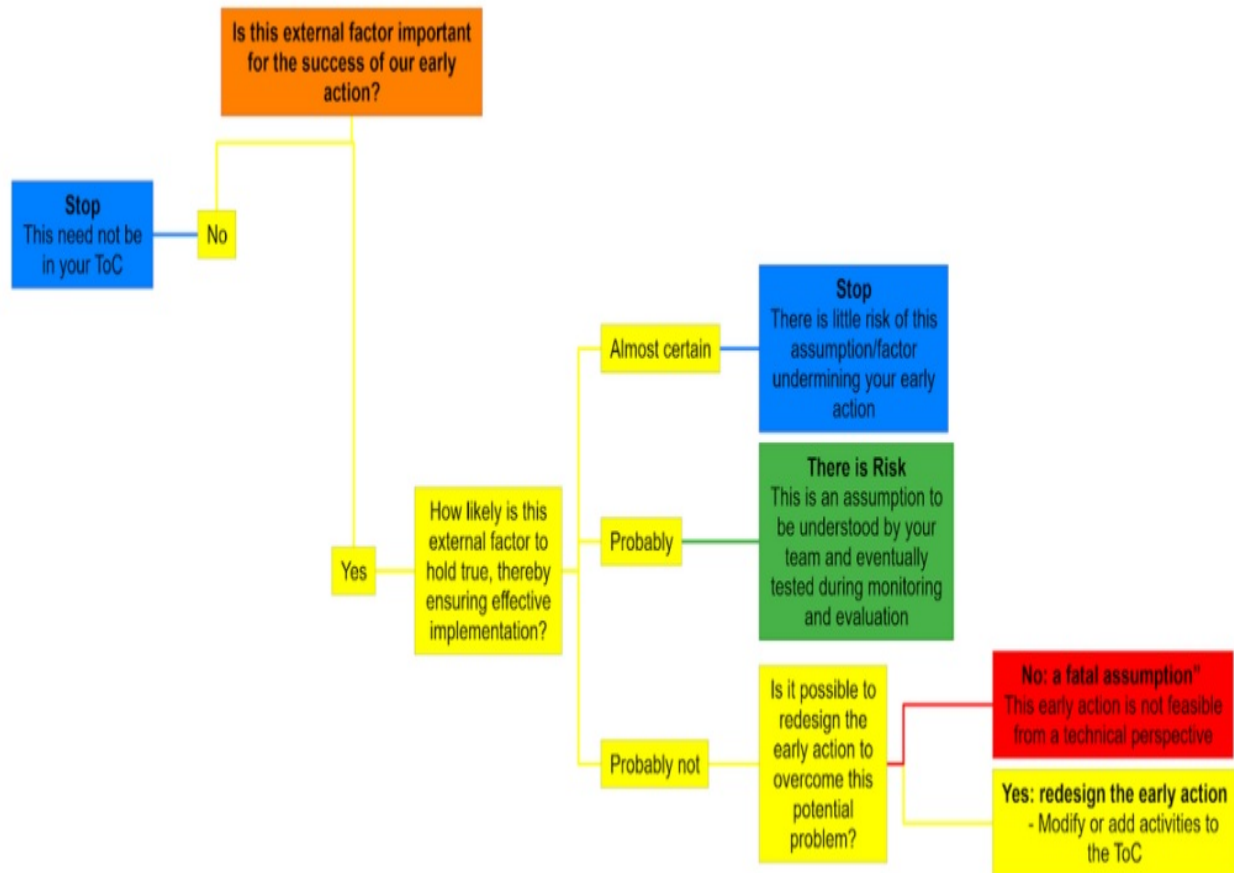 Is this external factor important
for the success of our early
action?
Stop
This need not be
in your ToC
No
Yes
How likely is this
external factor to
hold true, thereby
ensuring effective
implementation?
Almost certain
Stop
There is little risk of this
assumption/factor
undermining your early
action
Probably
There is Risk
This is an assumption to
be understood by your
team and eventually
tested during monitoring
and evaluation
Probably not
Is it possible to
redesign the
early action to
overcome this
potential
problem?
No: a fatal assumption"
This early action is not feasible
from a technical perspective
Yes: redesign the early action
- Modify or add activities to
the ToC